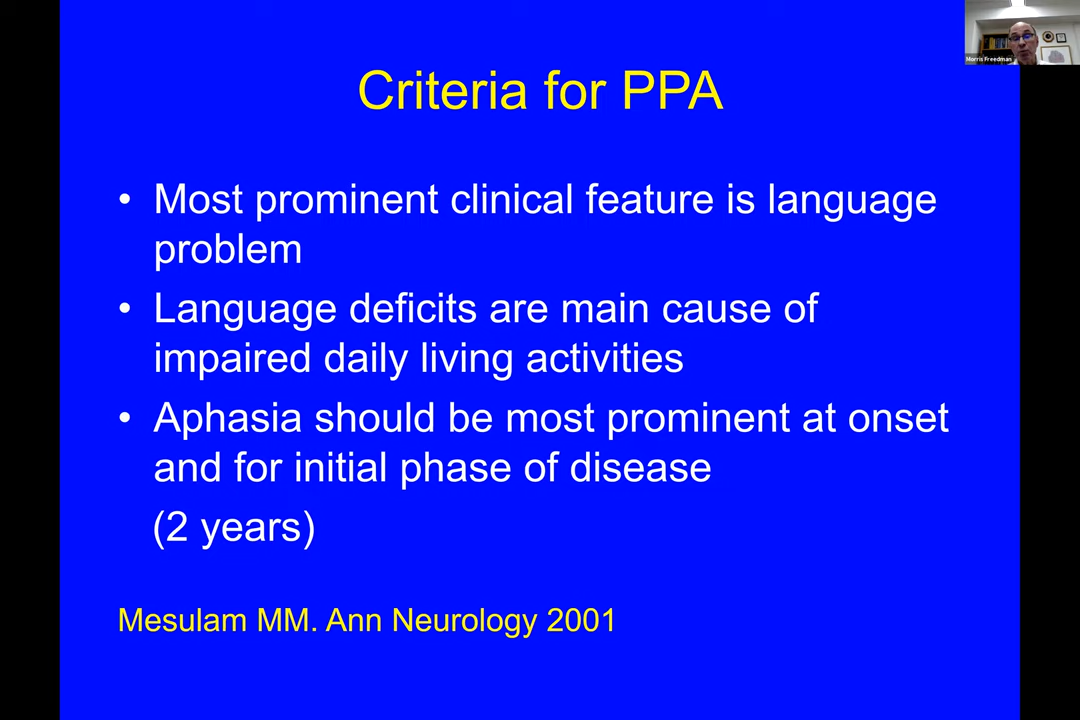 Morris Freedman
Criteria for PPA
• Most prominent clinical feature is language
problem
• Language deficits are main cause of
impaired daily living activities
• Aphasia should be most prominent at onset
and for initial phase of disease
(2 years)
Mesulam MM. Ann Neurology 2001